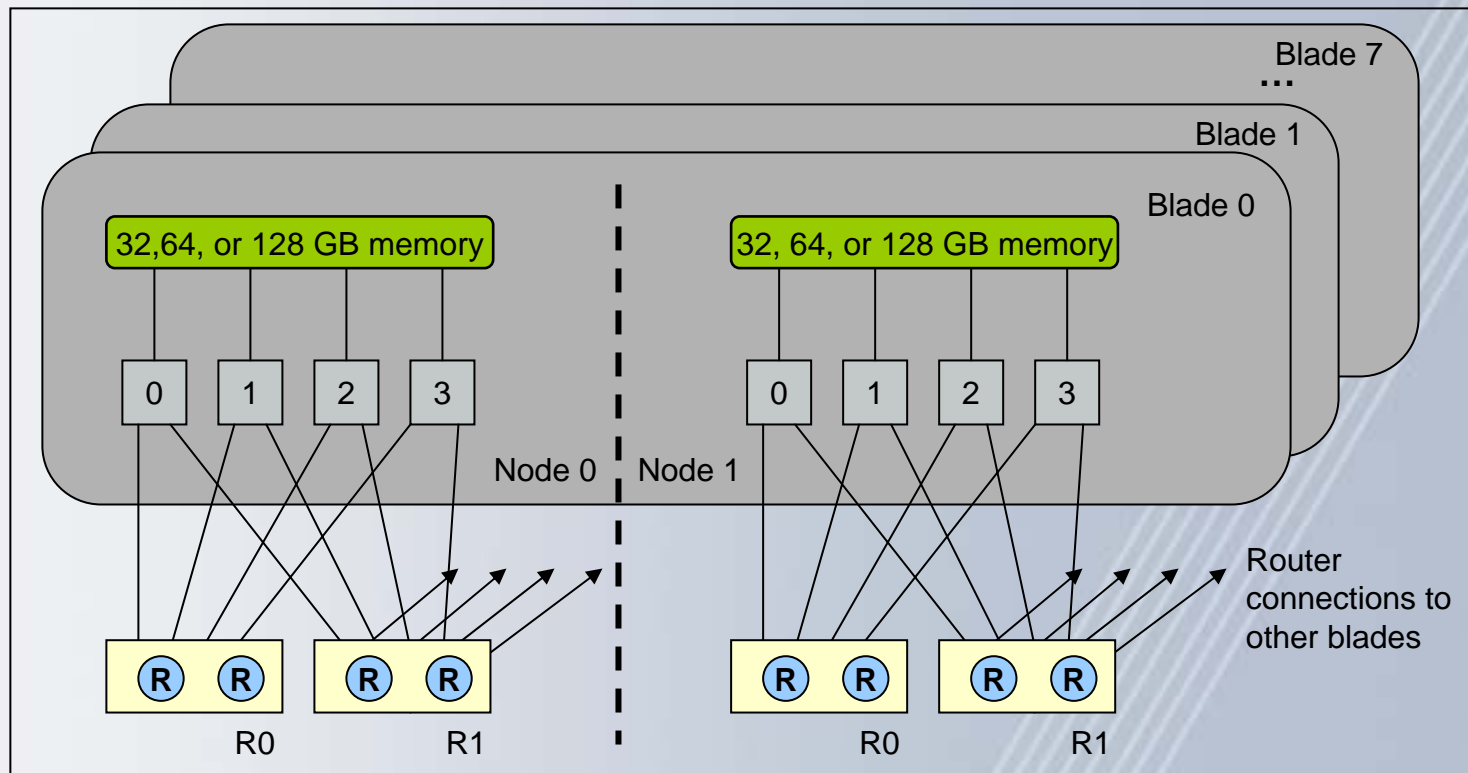 Blade 7
...
Blade 1
Blade 0
32,64, or 128 GB memory
32, 64, or 128 GB memory
0 1 2 3
0 1 2 3
Node 0
Node 1
Router
connections to
other blades
R R R R
R R R R
R0 R1
R0 R1